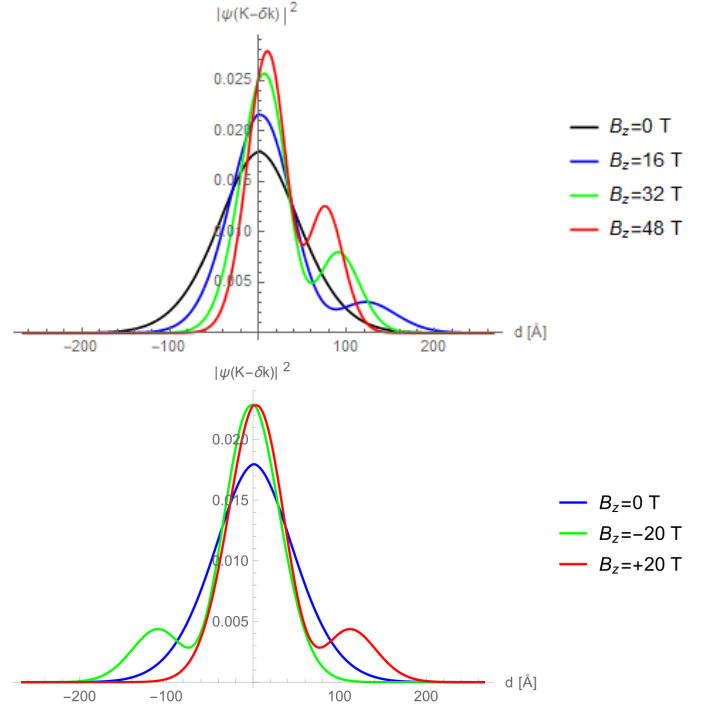 |ψ(K−δk)|²
0.025
0.020
0.015
0.010
0.005
−200
−100
100
200
d [Å]
B_z=0 T
B_z=16 T
B_z=32 T
B_z=48 T
|ψ(K−δk)|²
0.020
0.015
0.010
0.005
−200
−100
100
200
d [Å]
B_z=0 T
B_z=−20 T
B_z=+20 T